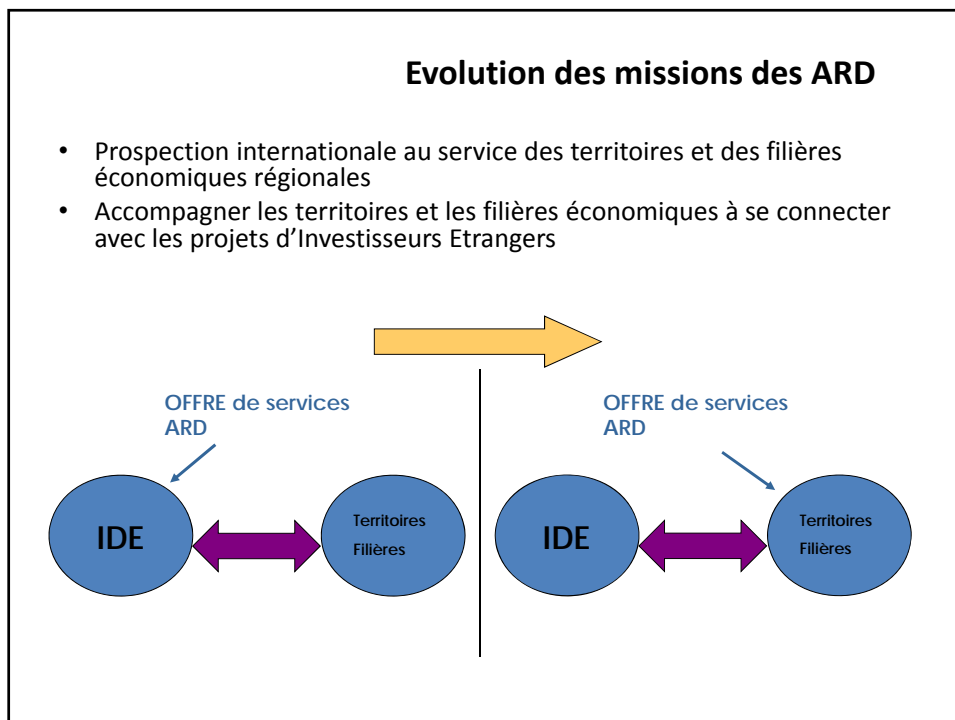 Evolution des missions des ARD
• Prospection internationale au service des territoires et des filières
économiques régionales
• Accompagner les territoires et les filières économiques à se connecter
avec les projets d'Investisseurs Etrangers
OFFRE de services
ARD
IDE
Territoires
Filières
OFFRE de services
ARD
IDE
Territoires
Filières